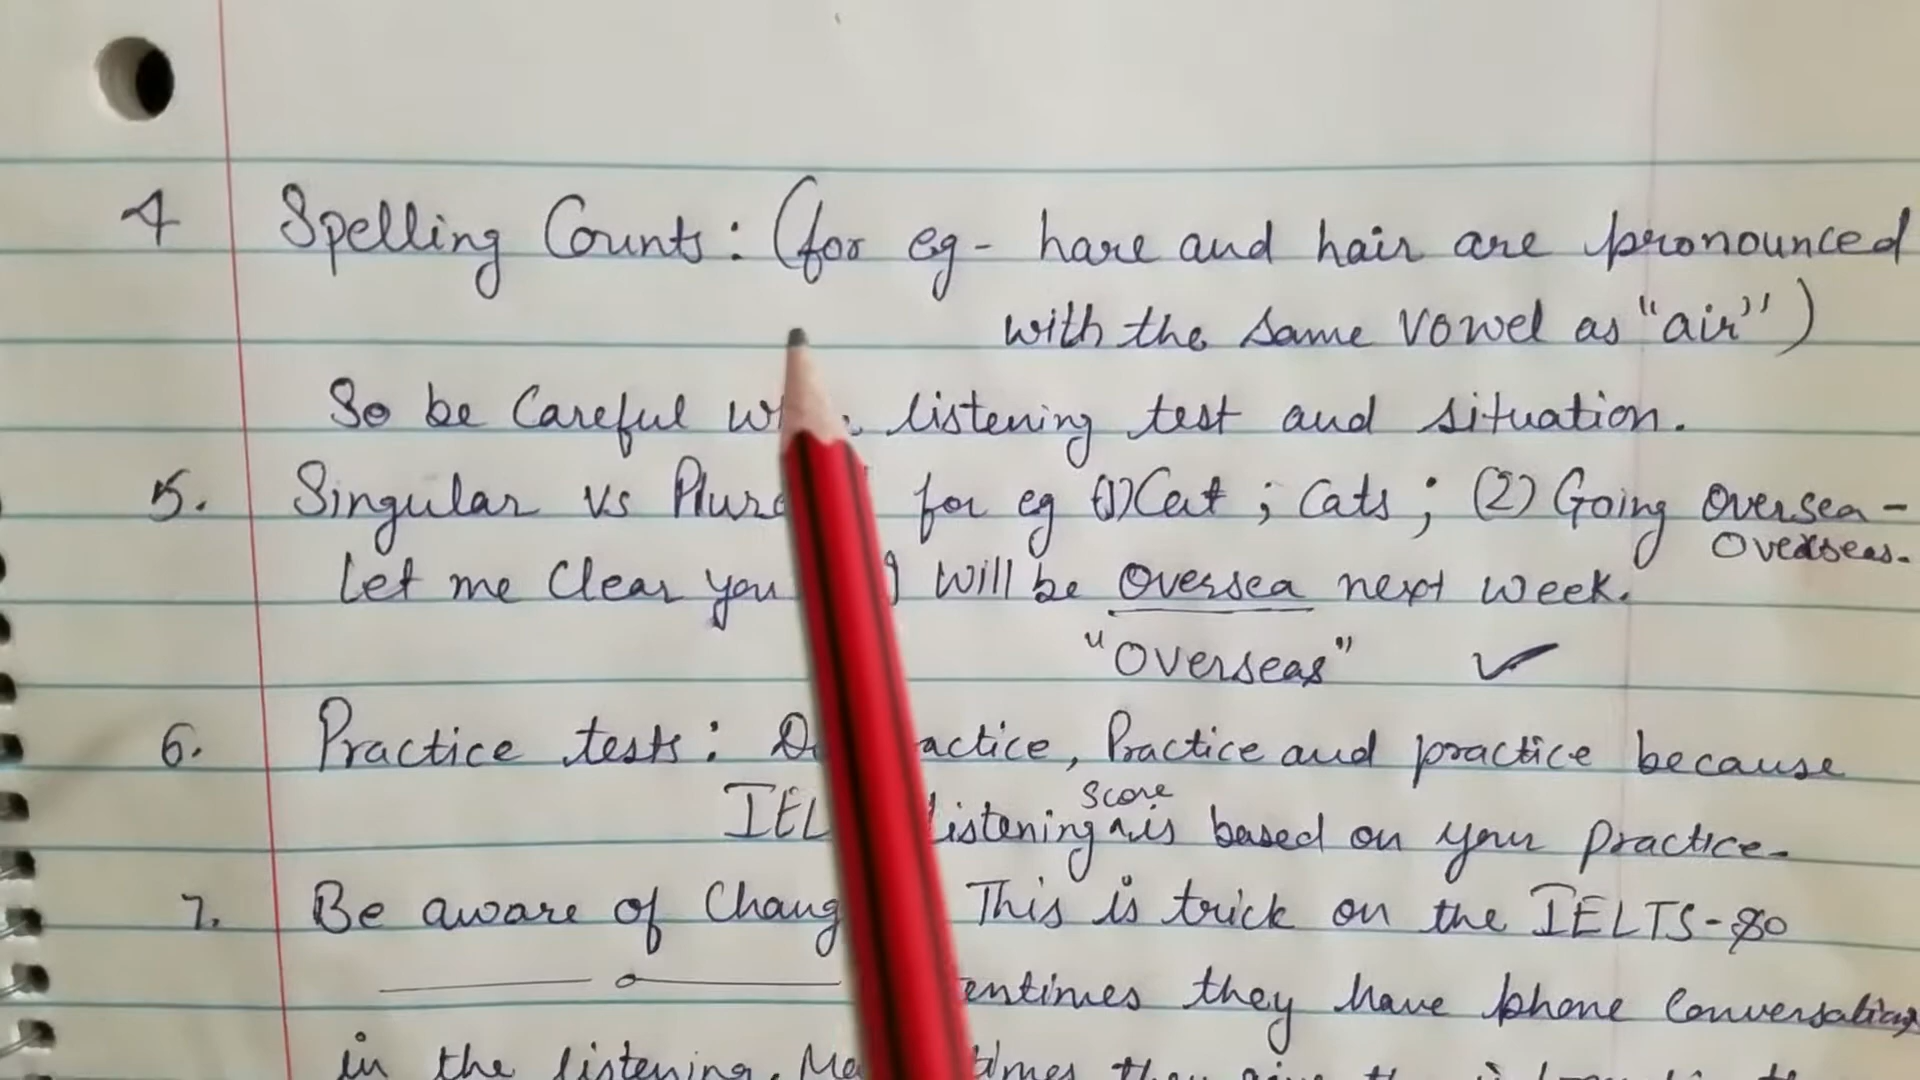 4 Spelling Counts: (for eg - hare and hair are pronounced
with the same vowel as "air")
So be Careful listening test and situation.
5. Singular vs for eg (1) Cat ; Cats ; (2) Going oversea -
overseas.
Let me Clear you will be oversea next week.
"Overseas" ✓
6. Practice tests: , Practice and practice because
score
listening ^ is based on your practice.
7. Be aware of This is trick on the IELTS - so
they have phone Conversation
in the listening.